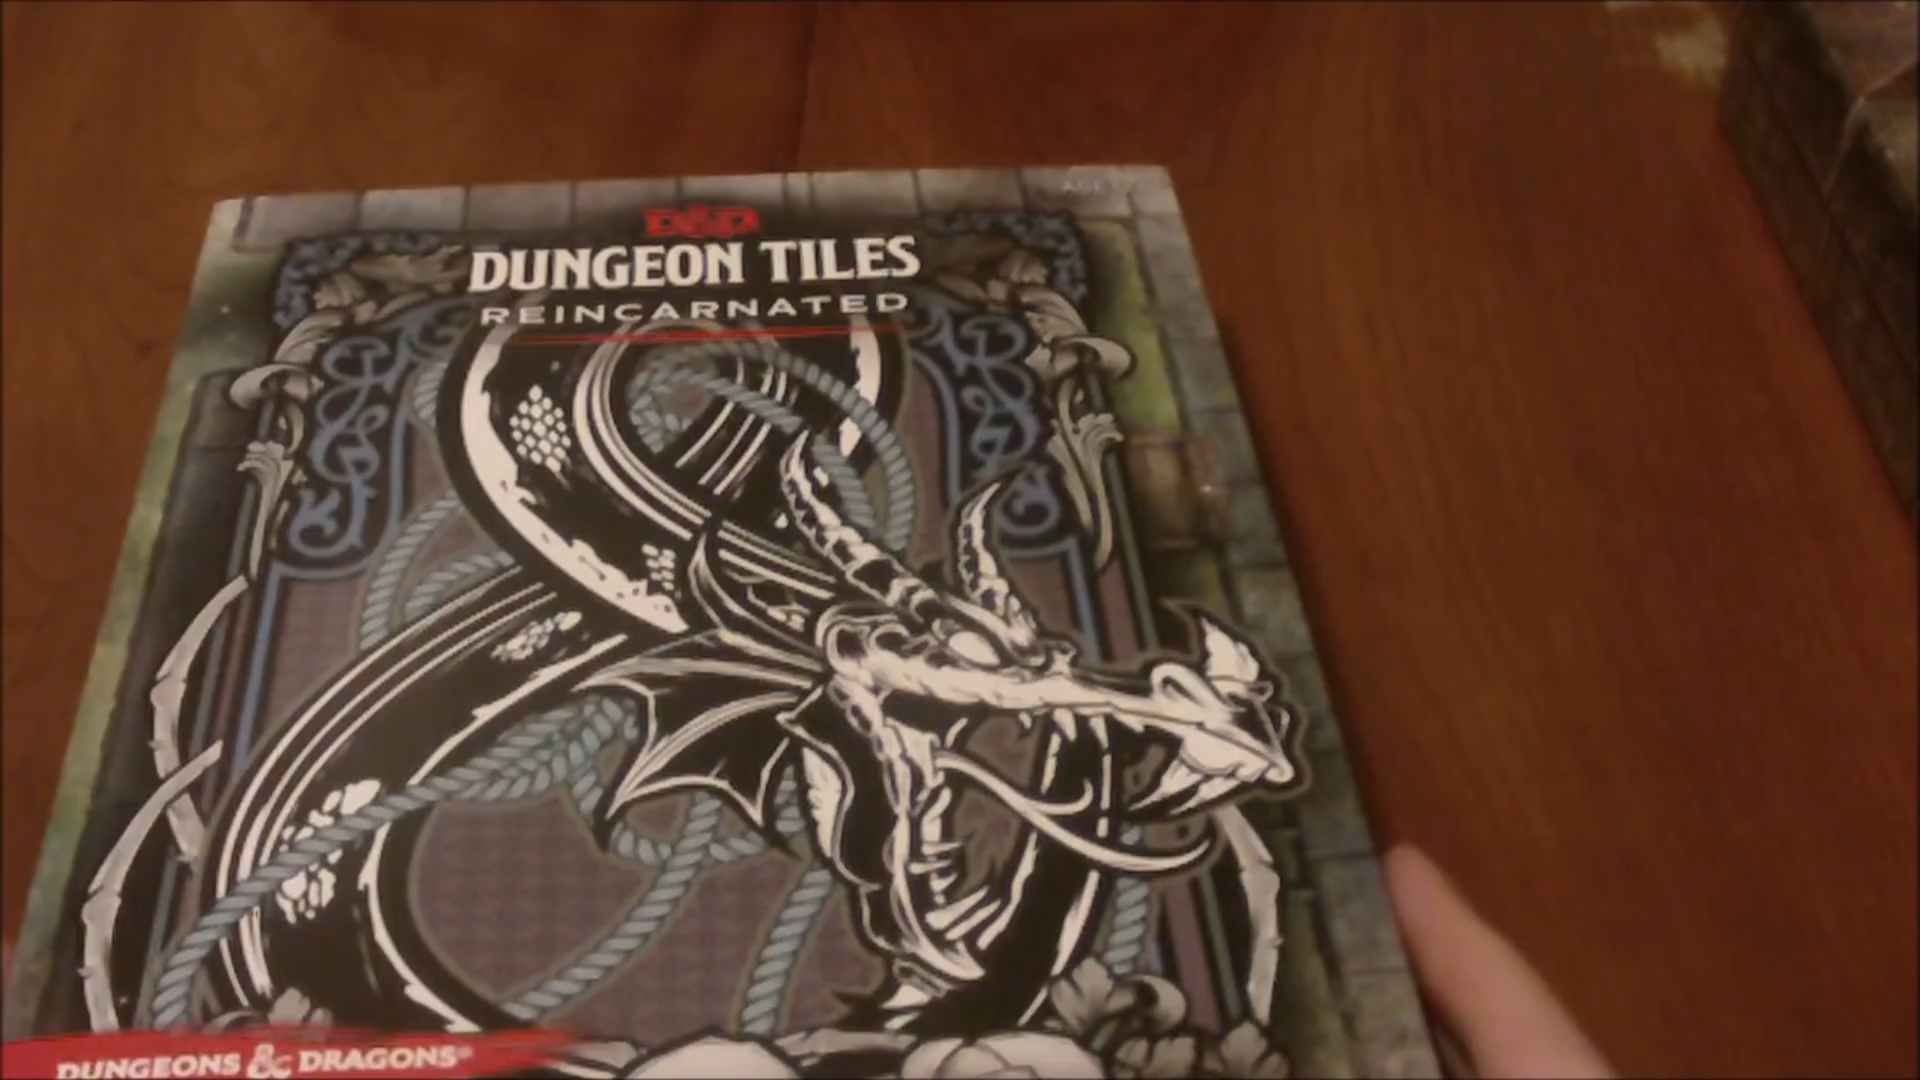 D&D
DUNGEON TILES
REINCARNATED
DUNGEONS & DRAGONS®